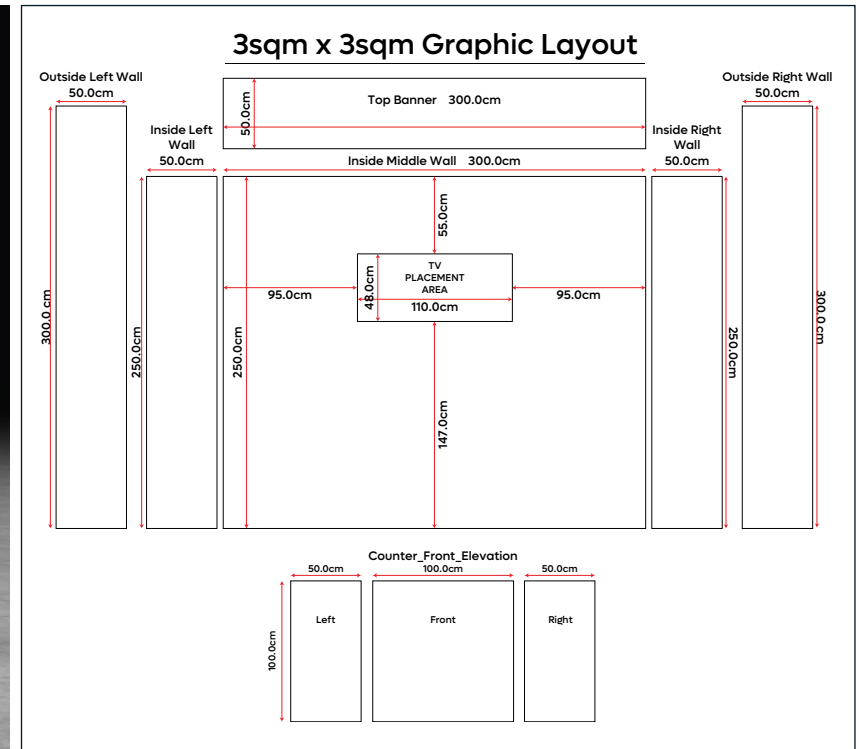 3sqm x 3sqm Graphic Layout
Outside Left Wall
50.0cm
300.0 cm
Inside Left
Wall
50.0cm
250.0cm
Top Banner 300.0cm
50.0cm
Inside Middle Wall 300.0cm
250.0cm
55.0cm
95.0cm
TV
PLACEMENT
AREA
48.0cm
110.0cm
95.0cm
147.0cm
Inside Right
Wall
50.0cm
250.0cm
Outside Right Wall
50.0cm
300.0 cm
Counter_Front_Elevation
50.0cm
100.0cm
50.0cm
100.0cm
Left
Front
Right